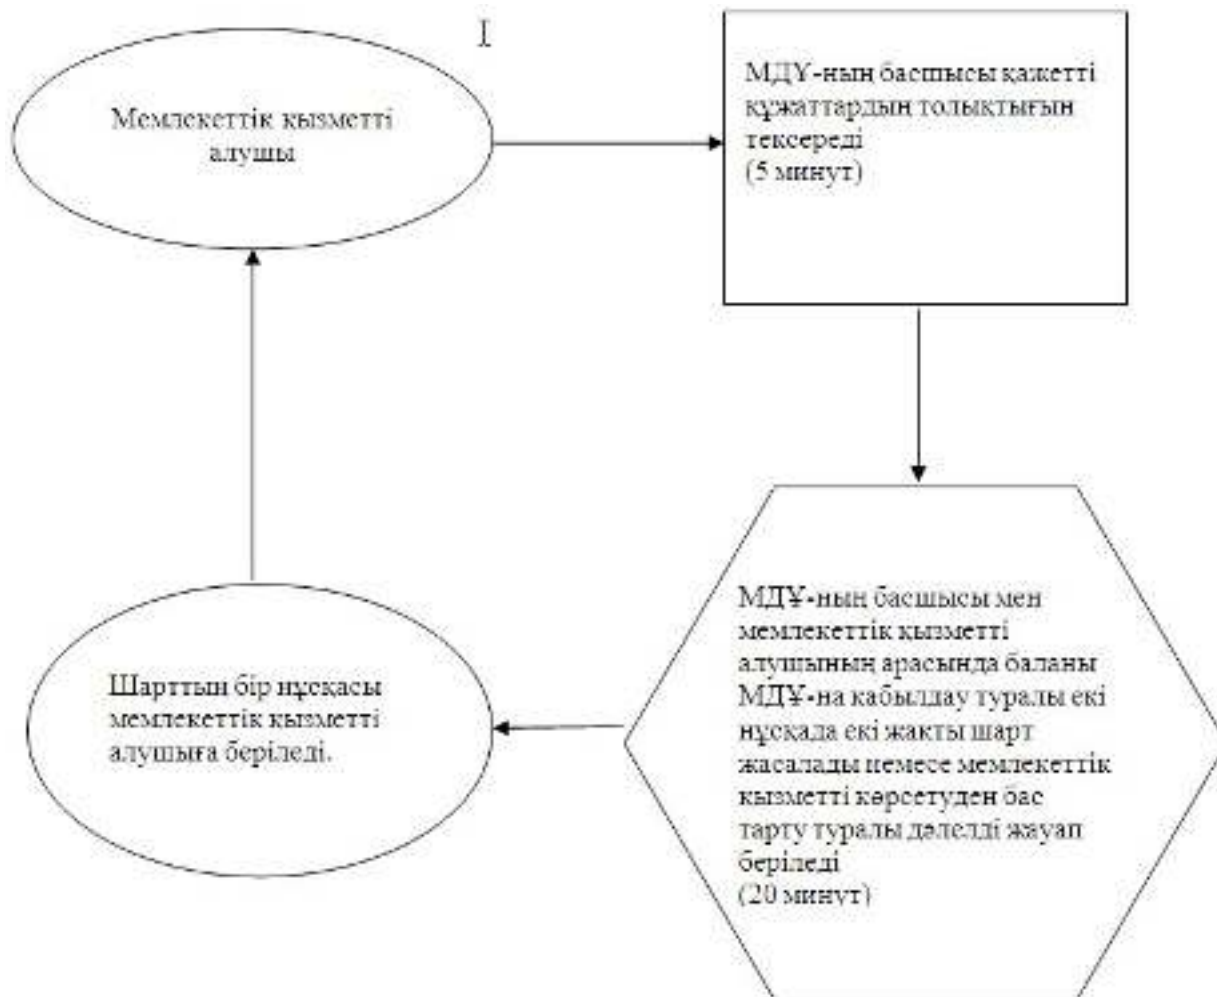 Мемлекеттік қызметті
алушы
МДҰ-ның басшысы қажетті
құжаттардың толықтығын
тексереді
(5 минут)
МДҰ-ның басшысы мен
мемлекеттік қызметті
алушының арасында баланы
МДҰ-на қабылдау туралы екі
нұсқада екі жақты шарт
жасалады немесе мемлекеттік
қызметті көрсетуден бас
тарту туралы дәлелді жауап
беріледі
(20 минут)
Шарттың бір нұсқасы
мемлекеттік қызметті
алушыға беріледі.